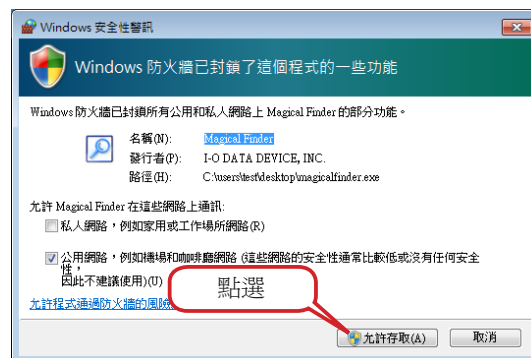 Windows 安全性警訊
Windows 防火牆已封鎖了這個程式的一些功能
Windows 防火牆已封鎖所有公用和私人網路上 Magical Finder 的部分功能。
名稱(N): Magical Finder
發行者(P): I-O DATA DEVICE, INC.
路徑(H): C:\users\test\desktop\magicalfinder.exe
允許 Magical Finder 在這些網路上通訊:
私人網路，例如家用或工作場所網路(R)
公用網路，例如機場和咖啡廳網路 (這些網路的安全性通常比較低或沒有任何安全
性，
因此不建議使用)(U)
點選
允許程式通過防火牆的風險
允許存取(A) 取消